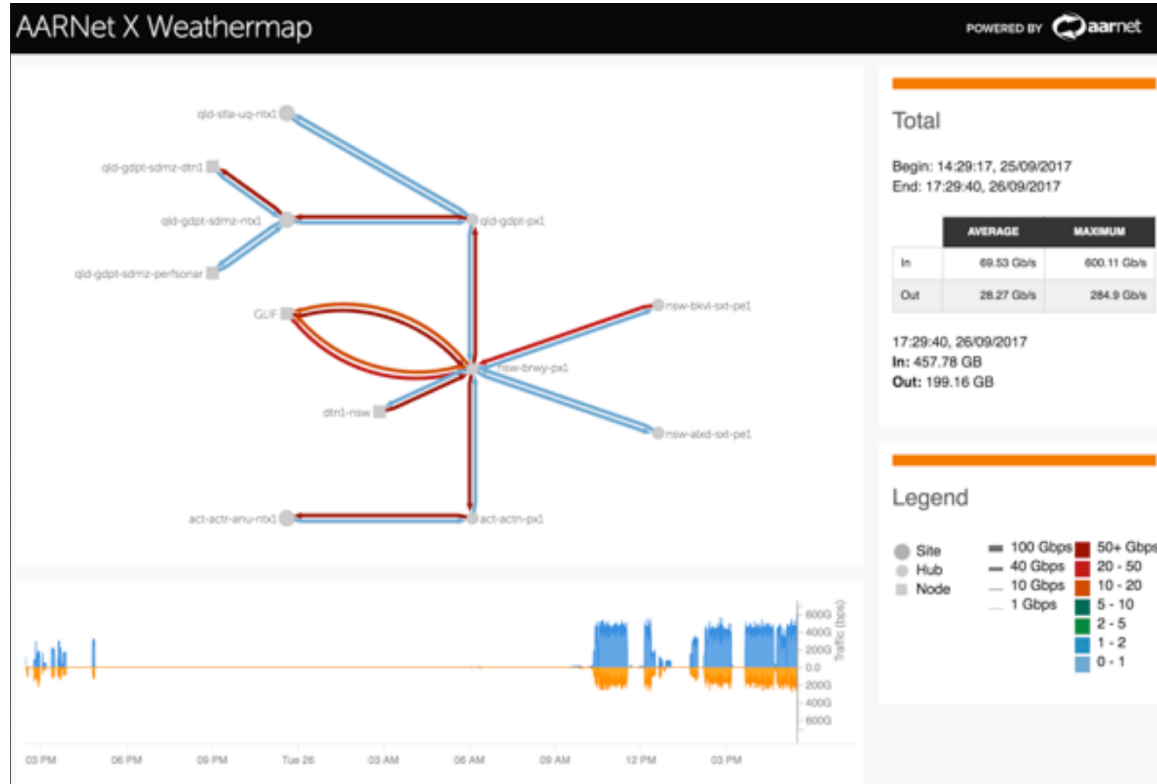 AARNet X Weathermap
POWERED BY aarnet
qld-stla-uq-ntx1
qld-gdpt-sdmz-dtn1
qld-gdpt-sdmz-ntx1
qld-gdpt-px1
qld-gdpt-sdmz-perfsonar
GLIF
nsw-bkvl-sxt-pe1
nsw-brwy-px1
dtn1-nsw
nsw-alxd-sxt-pe1
act-actr-anu-ntx1
act-actn-px1
Total
Begin: 14:29:17, 25/09/2017
End: 17:29:40, 26/09/2017
AVERAGE MAXIMUM
In 69.53 Gb/s 600.11 Gb/s
Out 28.27 Gb/s 284.9 Gb/s
17:29:40, 26/09/2017
In: 457.78 GB
Out: 199.16 GB
Legend
Site 100 Gbps 50+ Gbps
Hub 40 Gbps 20 - 50
Node 10 Gbps 10 - 20
1 Gbps 5 - 10
2 - 5
1 - 2
0 - 1
600G
400G
200G
0.0
200G
400G
600G
Traffic (bps)
03 PM 06 PM 09 PM Tue 26 03 AM 06 AM 09 AM 12 PM 03 PM